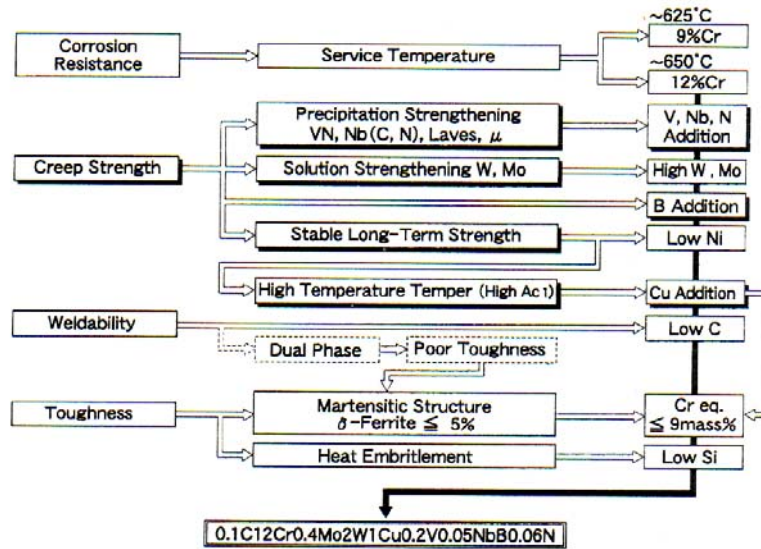 ~625°C
9%Cr
Corrosion
Resistance
Service Temperature
~650°C
12%Cr
Precipitation Strengthening
VN, Nb(C, N), Laves, μ
V, Nb, N
Addition
Creep Strength
Solution Strengthening W, Mo
High W, Mo
B Addition
Stable Long-Term Strength
Low Ni
High Temperature Temper (High Ac1)
Cu Addition
Weldability
Low C
Dual Phase
Poor Toughness
Toughness
Martensitic Structure
δ-Ferrite ≦ 5%
Cr eq.
≦ 9mass%
Heat Embritlement
Low Si
0.1C12Cr0.4Mo2W1Cu0.2V0.05NbB0.06N